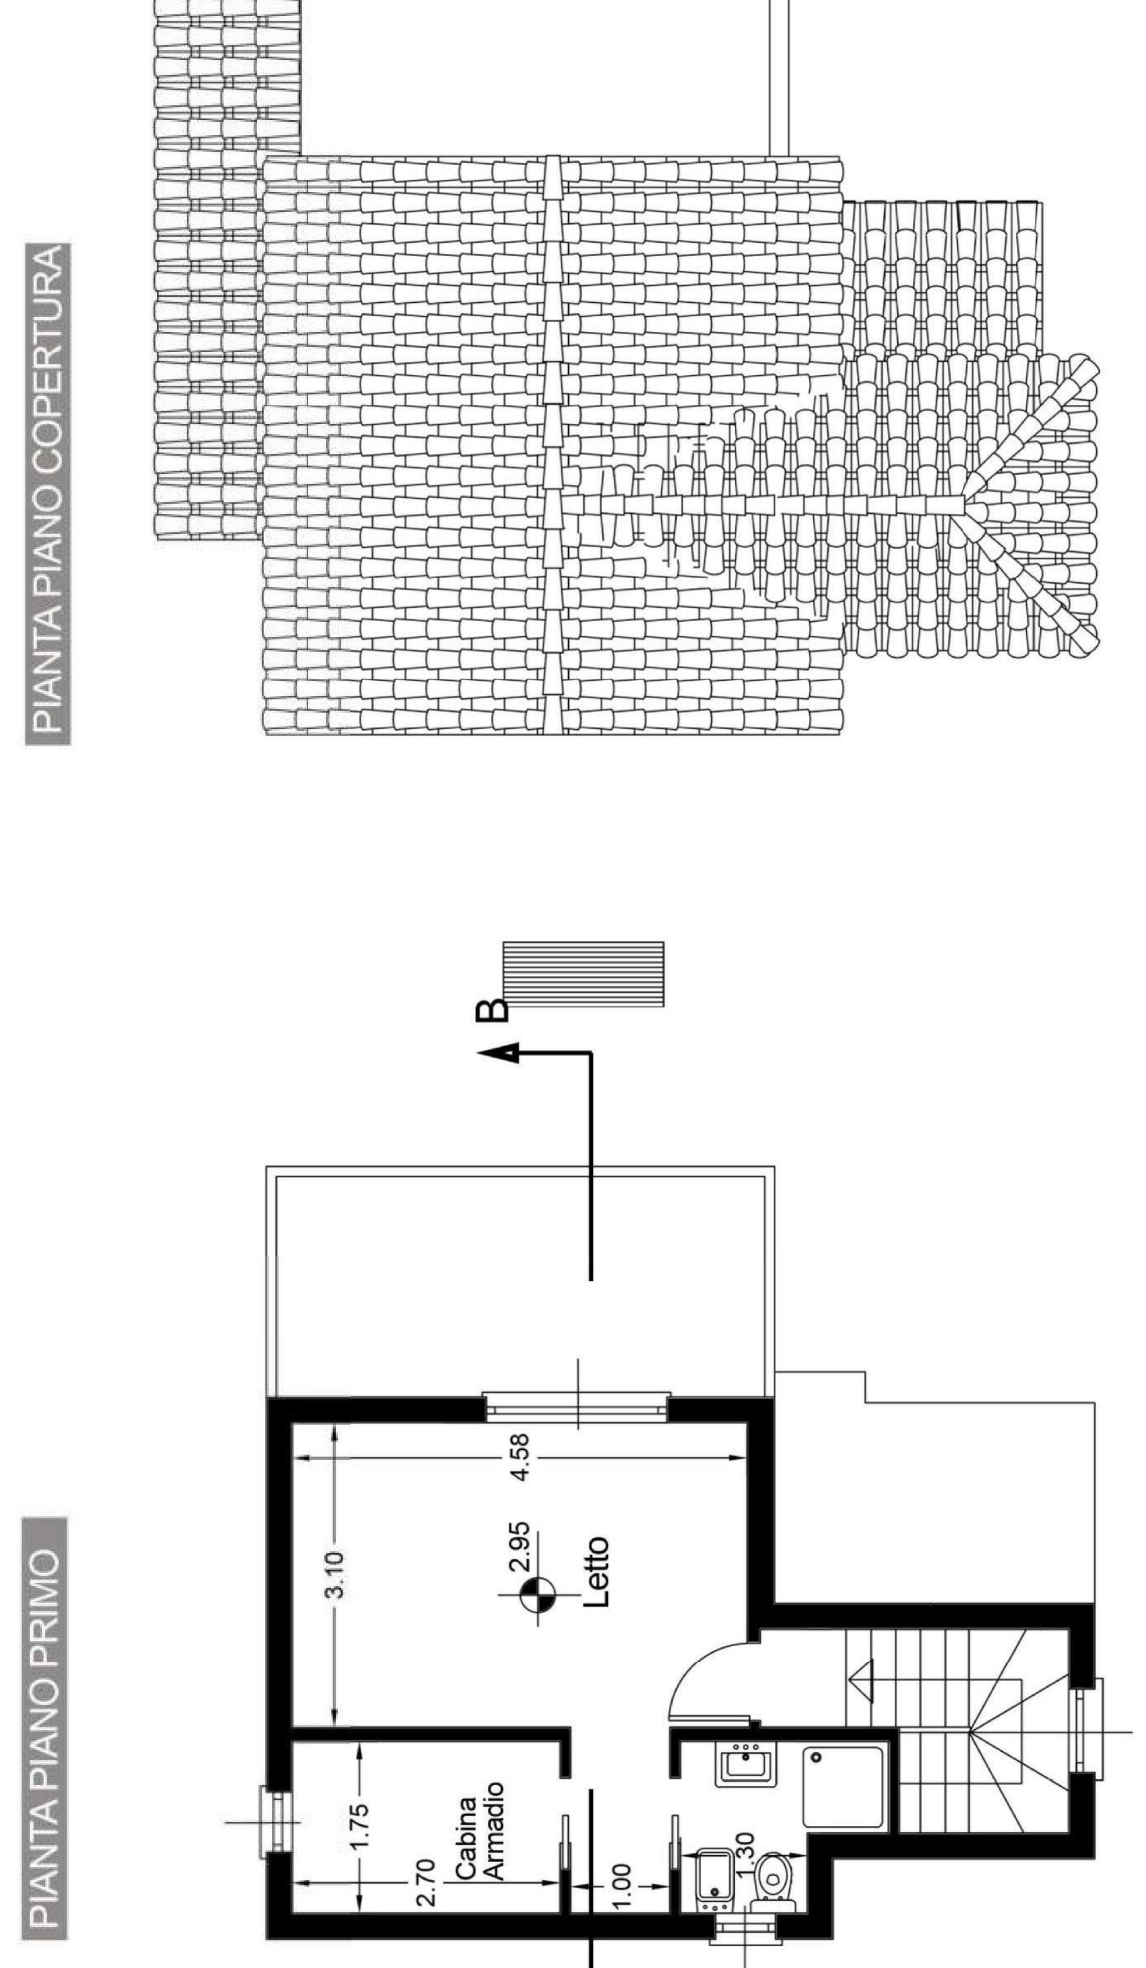 PIANTA PIANO COPERTURA
B
PIANTA PIANO PRIMO
4.58
3.10
2.95
Letto
1.75
2.70
Cabina
Armadio
1.00
1.30